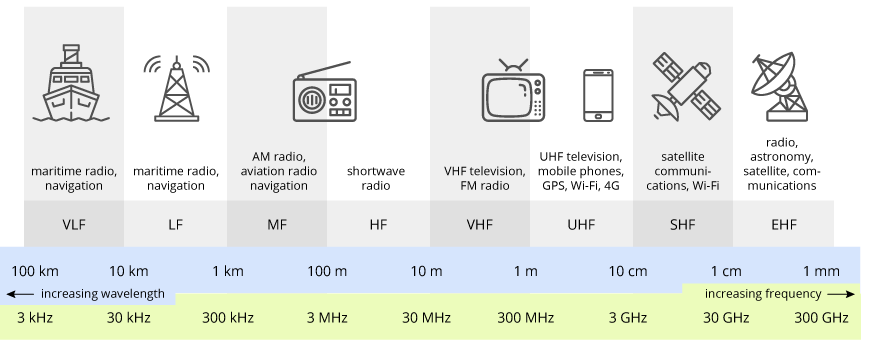 maritime radio,
navigation
maritime radio,
navigation
AM radio,
aviation radio
navigation
shortwave
radio
VHF television,
FM radio
UHF television,
mobile phones,
GPS, Wi-Fi, 4G
satellite
communi-
cations, Wi-Fi
radio,
astronomy,
satellite, com-
munications
VLF LF MF HF VHF UHF SHF EHF
100 km 10 km 1 km 100 m 10 m 1 m 10 cm 1 cm 1 mm
increasing wavelength increasing frequency
3 kHz 30 kHz 300 kHz 3 MHz 30 MHz 300 MHz 3 GHz 30 GHz 300 GHz